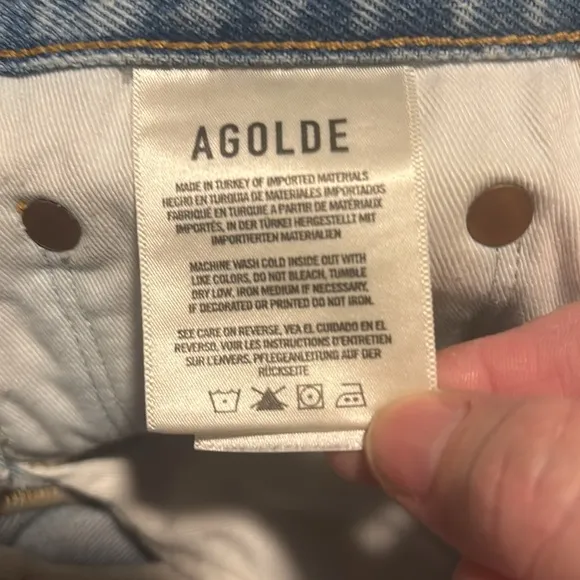 AGOLDE
MADE IN TURKEY OF IMPORTED MATERIALS
HECHO EN TURQUIA DE MATERIALES IMPORTADOS
FABRIQUÉ EN TURQUIE A PARTIR DE MATÉRIAUX
IMPORTÉS, IN DER TÜRKEI HERGESTELLT MIT
IMPORTIERTEN MATERIALIEN
MACHINE WASH COLD INSIDE OUT WITH
LIKE COLORS, DO NOT BLEACH, TUMBLE
DRY LOW, IRON MEDIUM IF NECESSARY.
IF DECORATED OR PRINTED DO NOT IRON.
SEE CARE ON REVERSE, VEA EL CUIDADO EN EL
REVERSO, VOIR LES INSTRUCTIONS D'ENTRETIEN
SUR L'ENVERS, PFLEGEANLEITUNG AUF DER
RÜCKSEITE